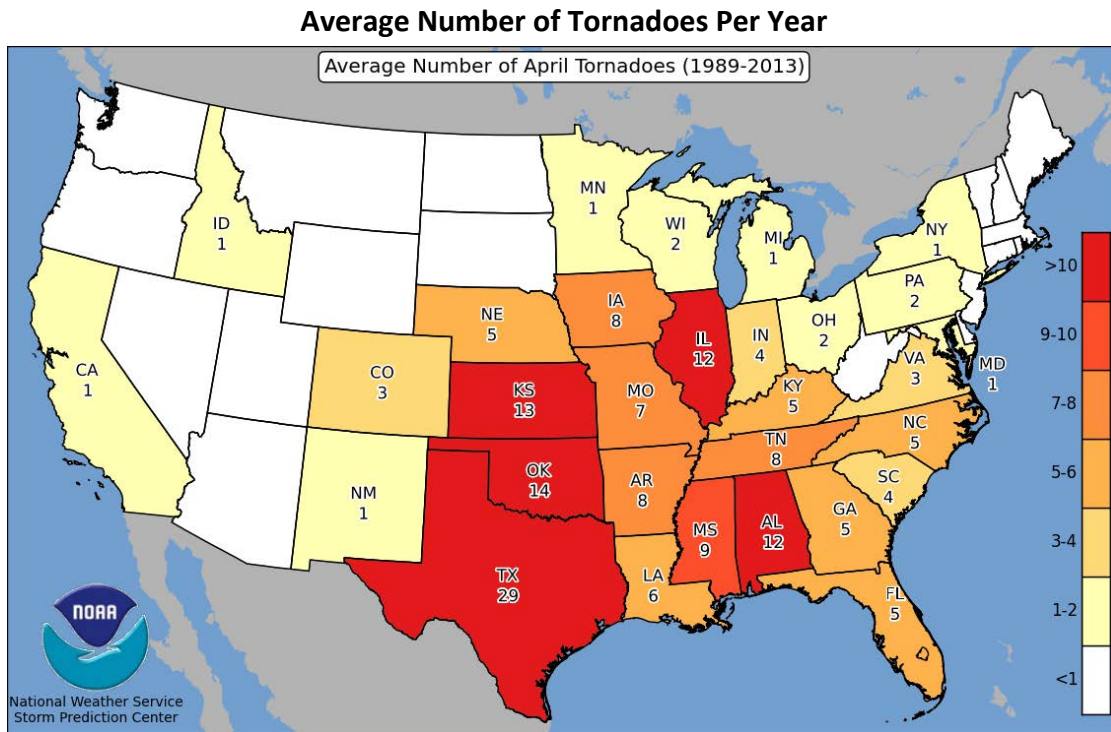 Average Number of Tornadoes Per Year
Average Number of April Tornadoes (1989-2013)
MN
1
ID
1
WI
2
MI
1
NY
1
PA
2
NE
5
IA
8
IL
12
IN
4
OH
2
CA
1
CO
3
KS
13
MO
7
KY
5
VA
3
MD
1
NC
5
TN
8
OK
14
AR
8
SC
4
NM
1
MS
9
AL
12
GA
5
TX
29
LA
6
FL
5
>10
9-10
7-8
5-6
3-4
1-2
<1
NOAA
National Weather Service
Storm Prediction Center